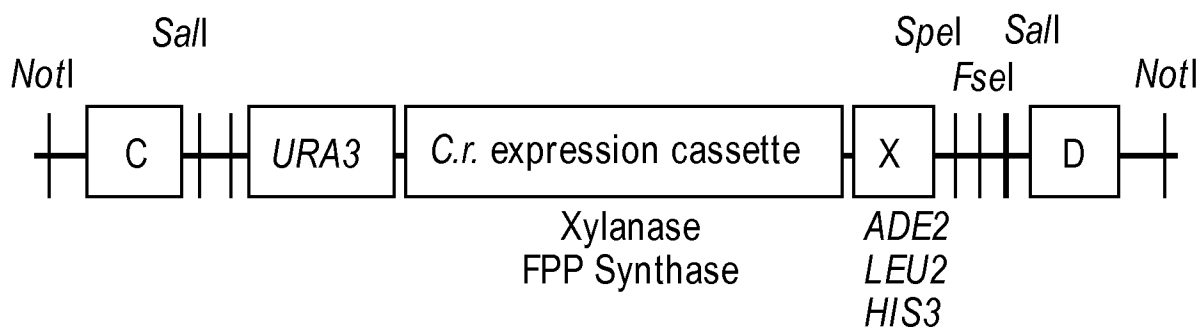 SalI SpeI SalI
NotI FseI NotI
C URA3 C.r. expression cassette X D
Xylanase ADE2
FPP Synthase LEU2
HIS3